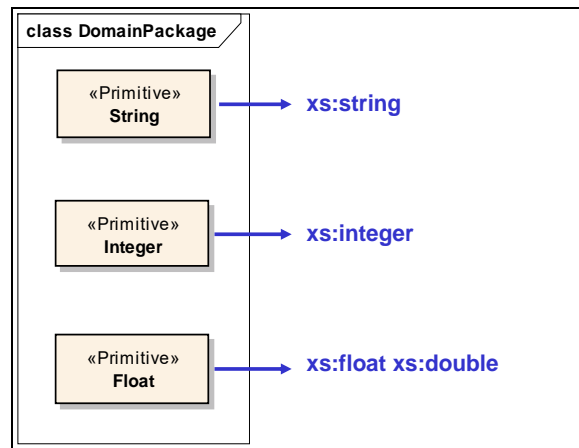 class DomainPackage
«Primitive»
String
xs:string
«Primitive»
Integer
xs:integer
«Primitive»
Float
xs:float xs:double